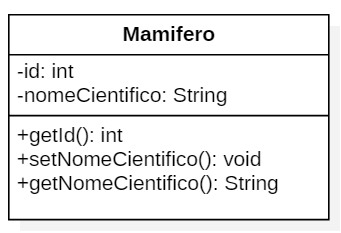 Mamifero
-id: int
-nomeCientifico: String
+getId(): int
+setNomeCientifico(): void
+getNomeCientifico(): String